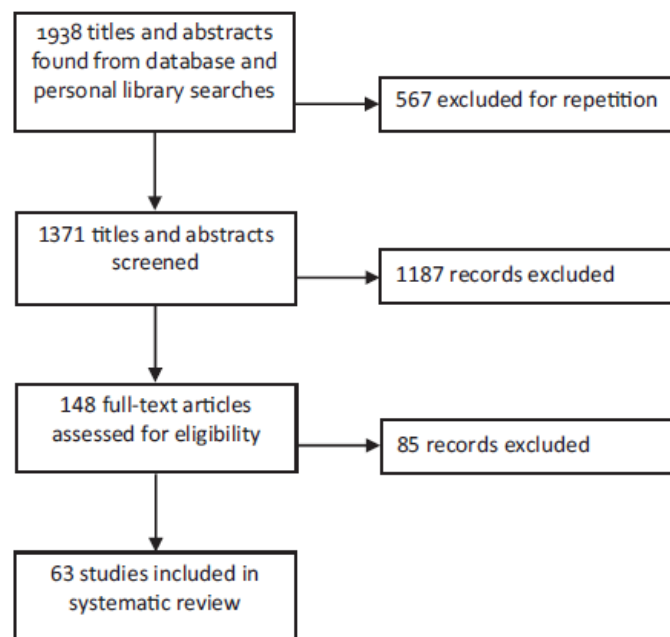 1938 titles and abstracts
found from database and
personal library searches
567 excluded for repetition
1371 titles and abstracts
screened
1187 records excluded
148 full-text articles
assessed for eligibility
85 records excluded
63 studies included in
systematic review